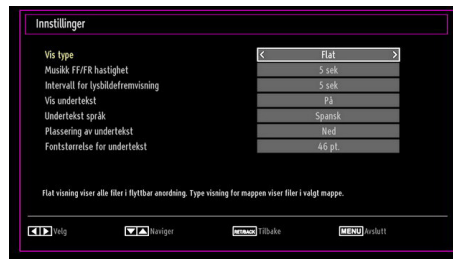 Innstillinger
Vis type < Flat >
Musikk FF/FR hastighet 5 sek
Intervall for lysbildefremvisning 5 sek
Vis undertekst På
Undertekst språk Spansk
Plassering av undertekst Ned
Fontstørrelse for undertekst 46 pt.
Flat visning viser alle filer i flyttbar anordning. Type visning for mappen viser filer i valgt mappe.
Velg Naviger RET/BACK Tilbake MENU Avslutt